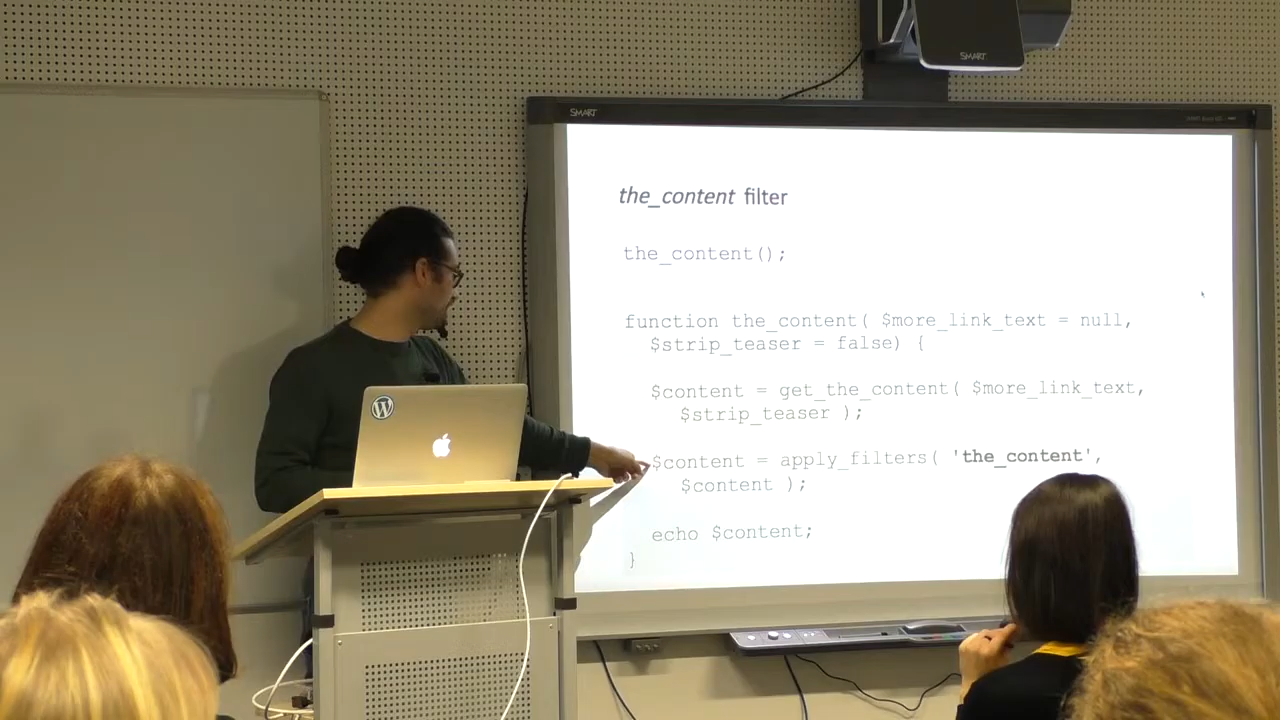 SMART
SMART
the_content filter
the_content();
function the_content( $more_link_text = null,
$strip_teaser = false) {
$content = get_the_content( $more_link_text,
$strip_teaser );
$content = apply_filters( 'the_content',
$content );
echo $content;
}
W